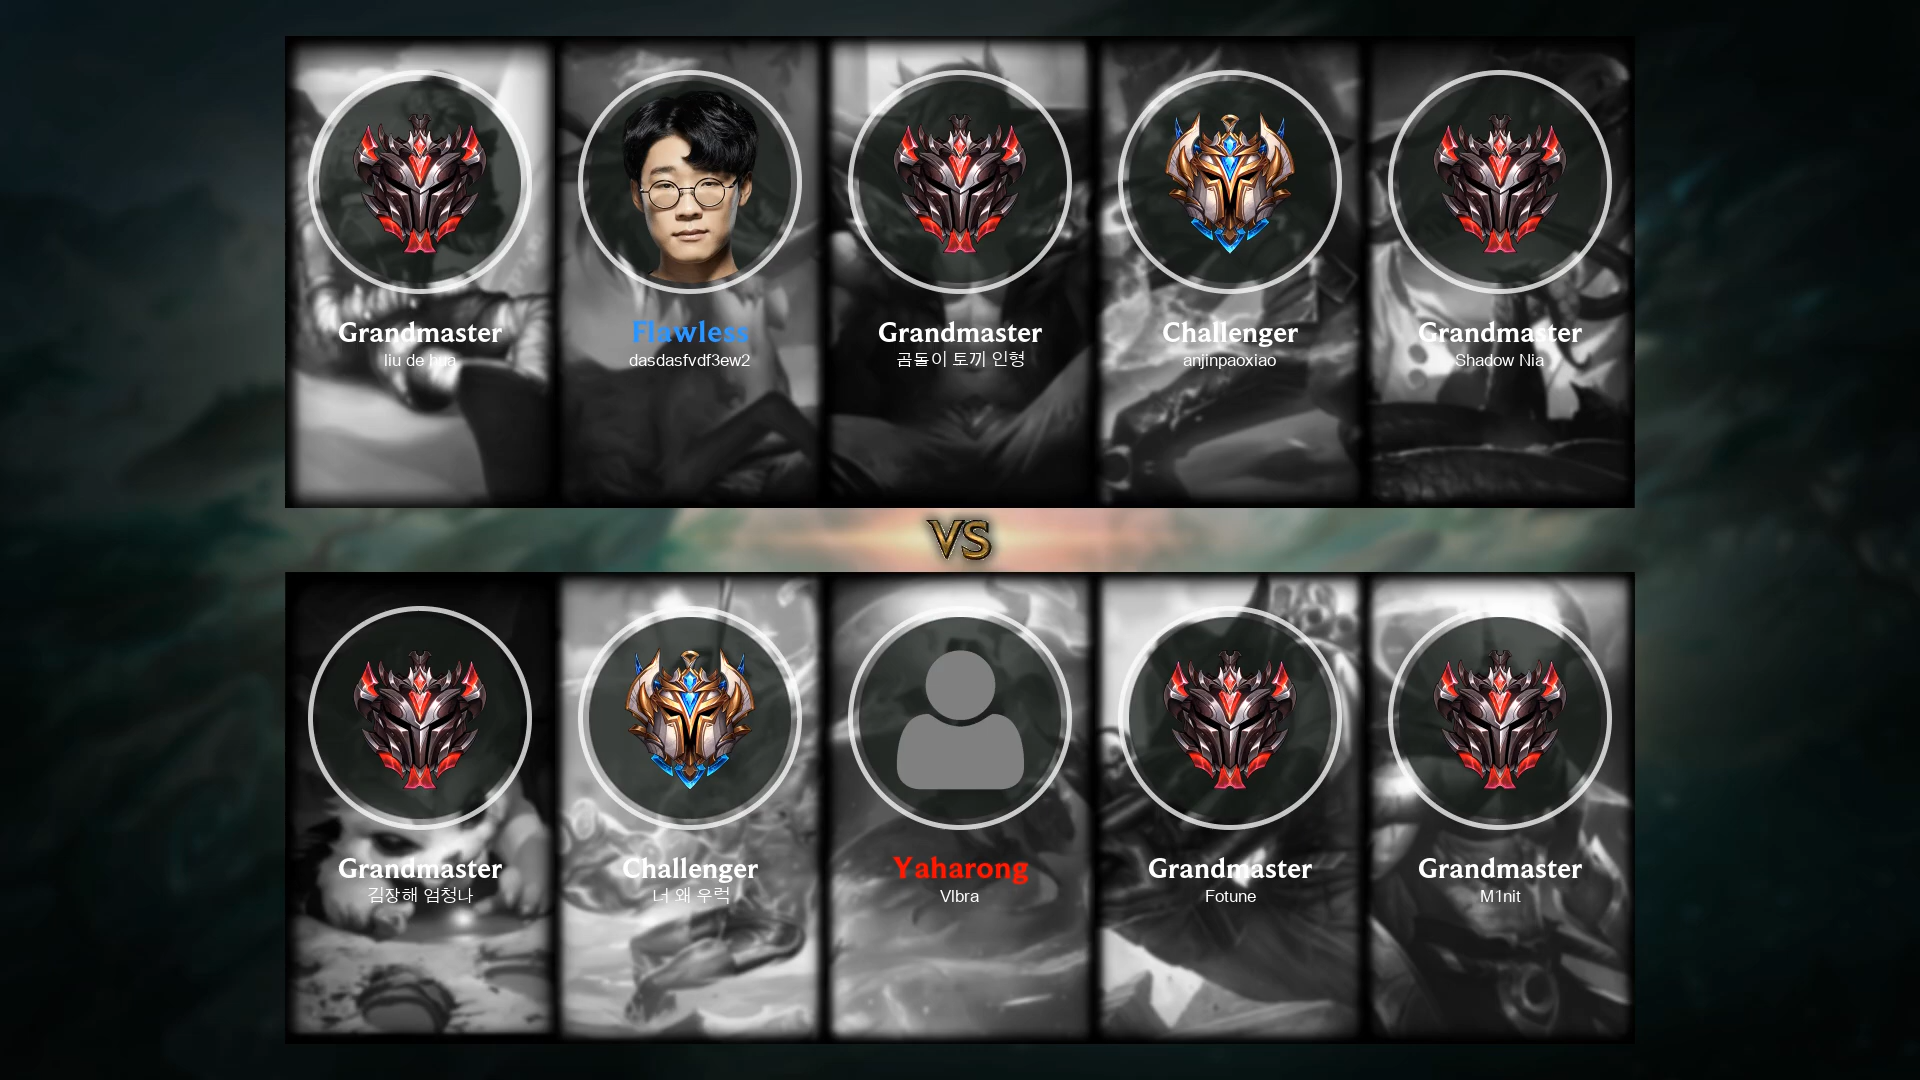 Grandmaster
liu de hua
Flawless
dasdasfvdf3ew2
Grandmaster
곰돌이 토끼 인형
Challenger
anjinpaoxiao
Grandmaster
Shadow Nia
VS
Grandmaster
김장해 엄청나
Challenger
너 왜 우럭
Yaharong
Vlbra
Grandmaster
Fotune
Grandmaster
M1nit